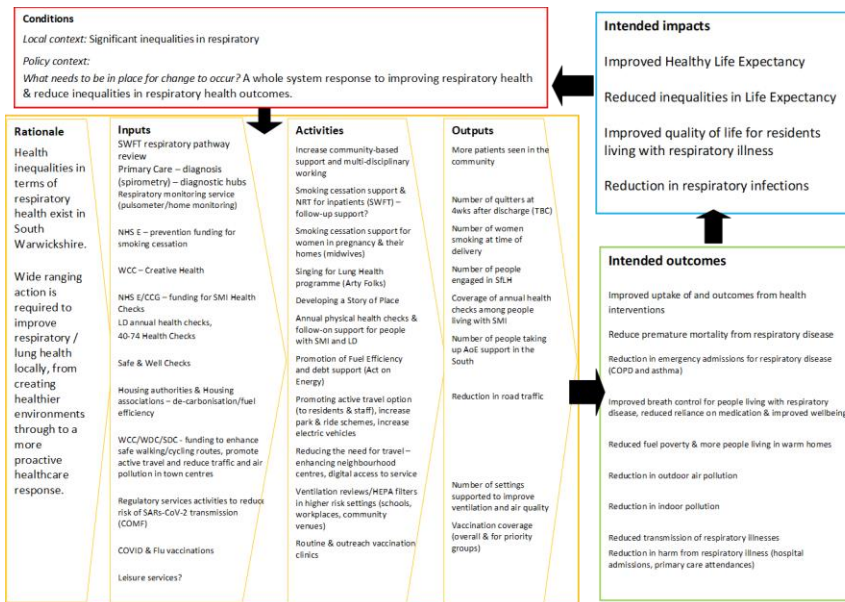 Conditions
Local context: Significant inequalities in respiratory
Policy context:
What needs to be in place for change to occur? A whole system response to improving respiratory health
& reduce inequalities in respiratory health outcomes.
Intended impacts
Improved Healthy Life Expectancy
Reduced inequalities in Life Expectancy
Improved quality of life for residents
living with respiratory illness
Reduction in respiratory infections
Rationale
Health
inequalities in
terms of
respiratory
health exist in
South
Warwickshire.
Wide ranging
action is
required to
improve
respiratory /
lung health
locally, from
creating
healthier
environments
through to a
more
proactive
healthcare
response.
Inputs
SWFT respiratory pathway
review
Primary Care – diagnosis
(spirometry) – diagnostic hubs
Respiratory monitoring service
(pulsometer/home monitoring)
NHS E – prevention funding for
smoking cessation
WCC – Creative Health
NHS E/CCG – funding for SMI Health
Checks
LD annual health checks,
40-74 Health Checks
Safe & Well Checks
Housing authorities & Housing
associations – de-carbonisation/fuel
efficiency
WCC/WDC/SDC - funding to enhance
safe walking/cycling routes, promote
active travel and reduce traffic and air
pollution in town centres
Regulatory services activities to reduce
risk of SARs-CoV-2 transmission
(COMF)
COVID & Flu vaccinations
Leisure services?
Activities
Increase community-based
support and multi-disciplinary
working
Smoking cessation support &
NRT for inpatients (SWFT) –
follow-up support?
Smoking cessation support for
women in pregnancy & their
homes (midwives)
Singing for Lung Health
programme (Arty Folks)
Developing a Story of Place
Annual physical health checks &
follow-on support for people
with SMI and LD
Promotion of Fuel Efficiency
and debt support (Act on
Energy)
Promoting active travel option
(to residents & staff), increase
park & ride schemes, increase
electric vehicles
Reducing the need for travel –
enhancing neighbourhood
centres, digital access to service
Ventilation reviews/HEPA filters
in higher risk settings (schools,
workplaces, community
venues)
Routine & outreach vaccination
clinics
Outputs
More patients seen in the
community
Number of quitters at
4wks after discharge (TBC)
Number of women
smoking at time of
delivery
Number of people
engaged in SfLH
Coverage of annual health
checks among people
living with SMI
Number of people taking
up AoE support in the
South
Reduction in road traffic
Number of settings
supported to improve
ventilation and air quality
Vaccination coverage
(overall & for priority
groups)
Intended outcomes
Improved uptake of and outcomes from health
interventions
Reduce premature mortality from respiratory disease
Reduction in emergency admissions for respiratory disease
(COPD and asthma)
Improved breath control for people living with respiratory
disease, reduced reliance on medication & improved wellbeing
Reduced fuel poverty & more people living in warm homes
Reduction in outdoor air pollution
Reduction in indoor pollution
Reduced transmission of respiratory illnesses
Reduction in harm from respiratory illness (hospital
admissions, primary care attendances)